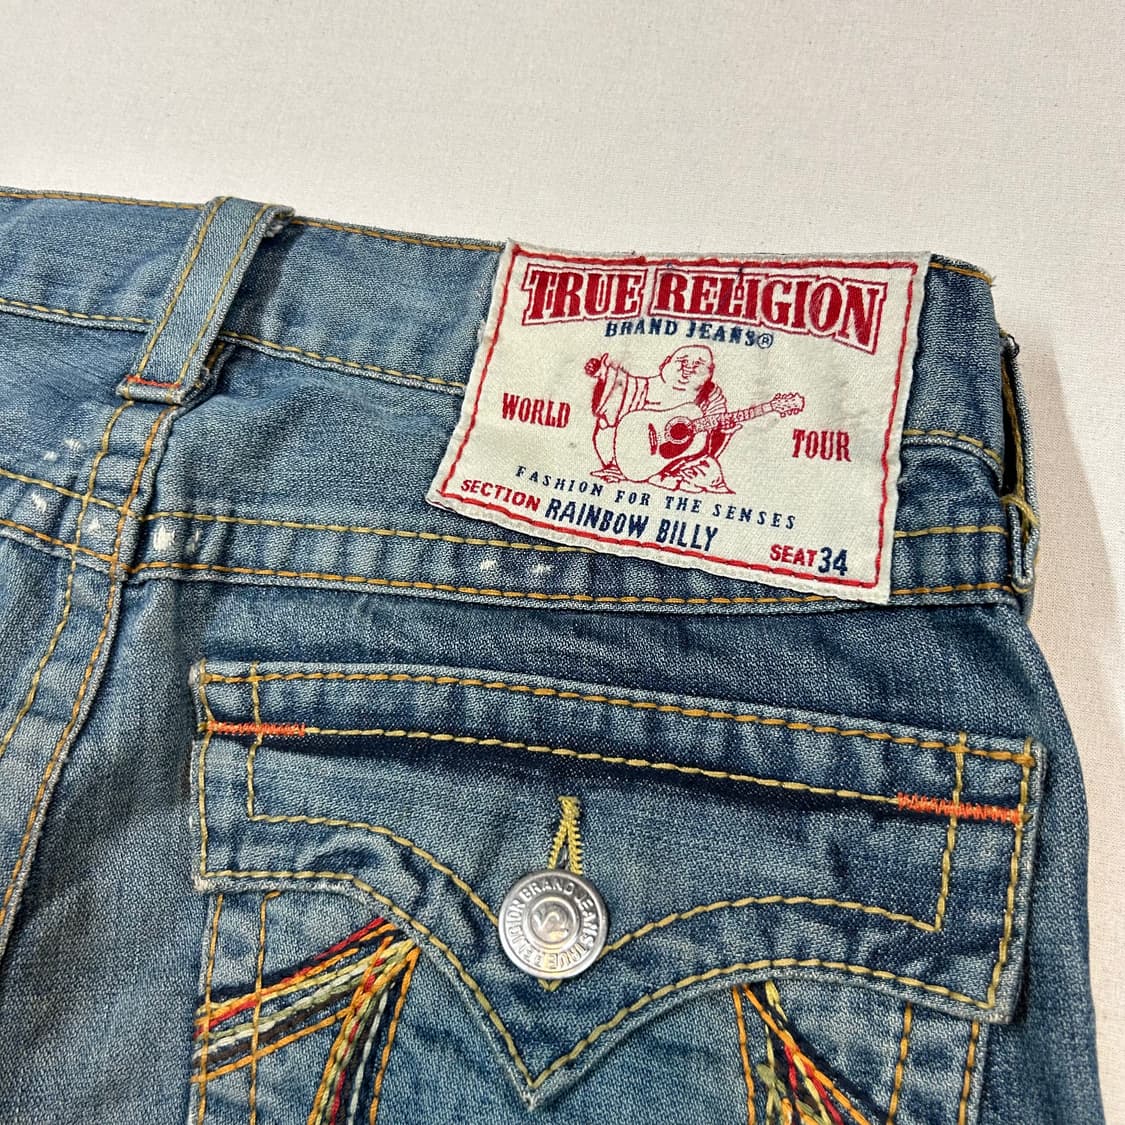 TRUE RELIGION
BRAND JEANS®
WORLD TOUR
FASHION FOR THE SENSES
SECTION RAINBOW BILLY
SEAT 34
TRUE RELIGION BRAND JEANS